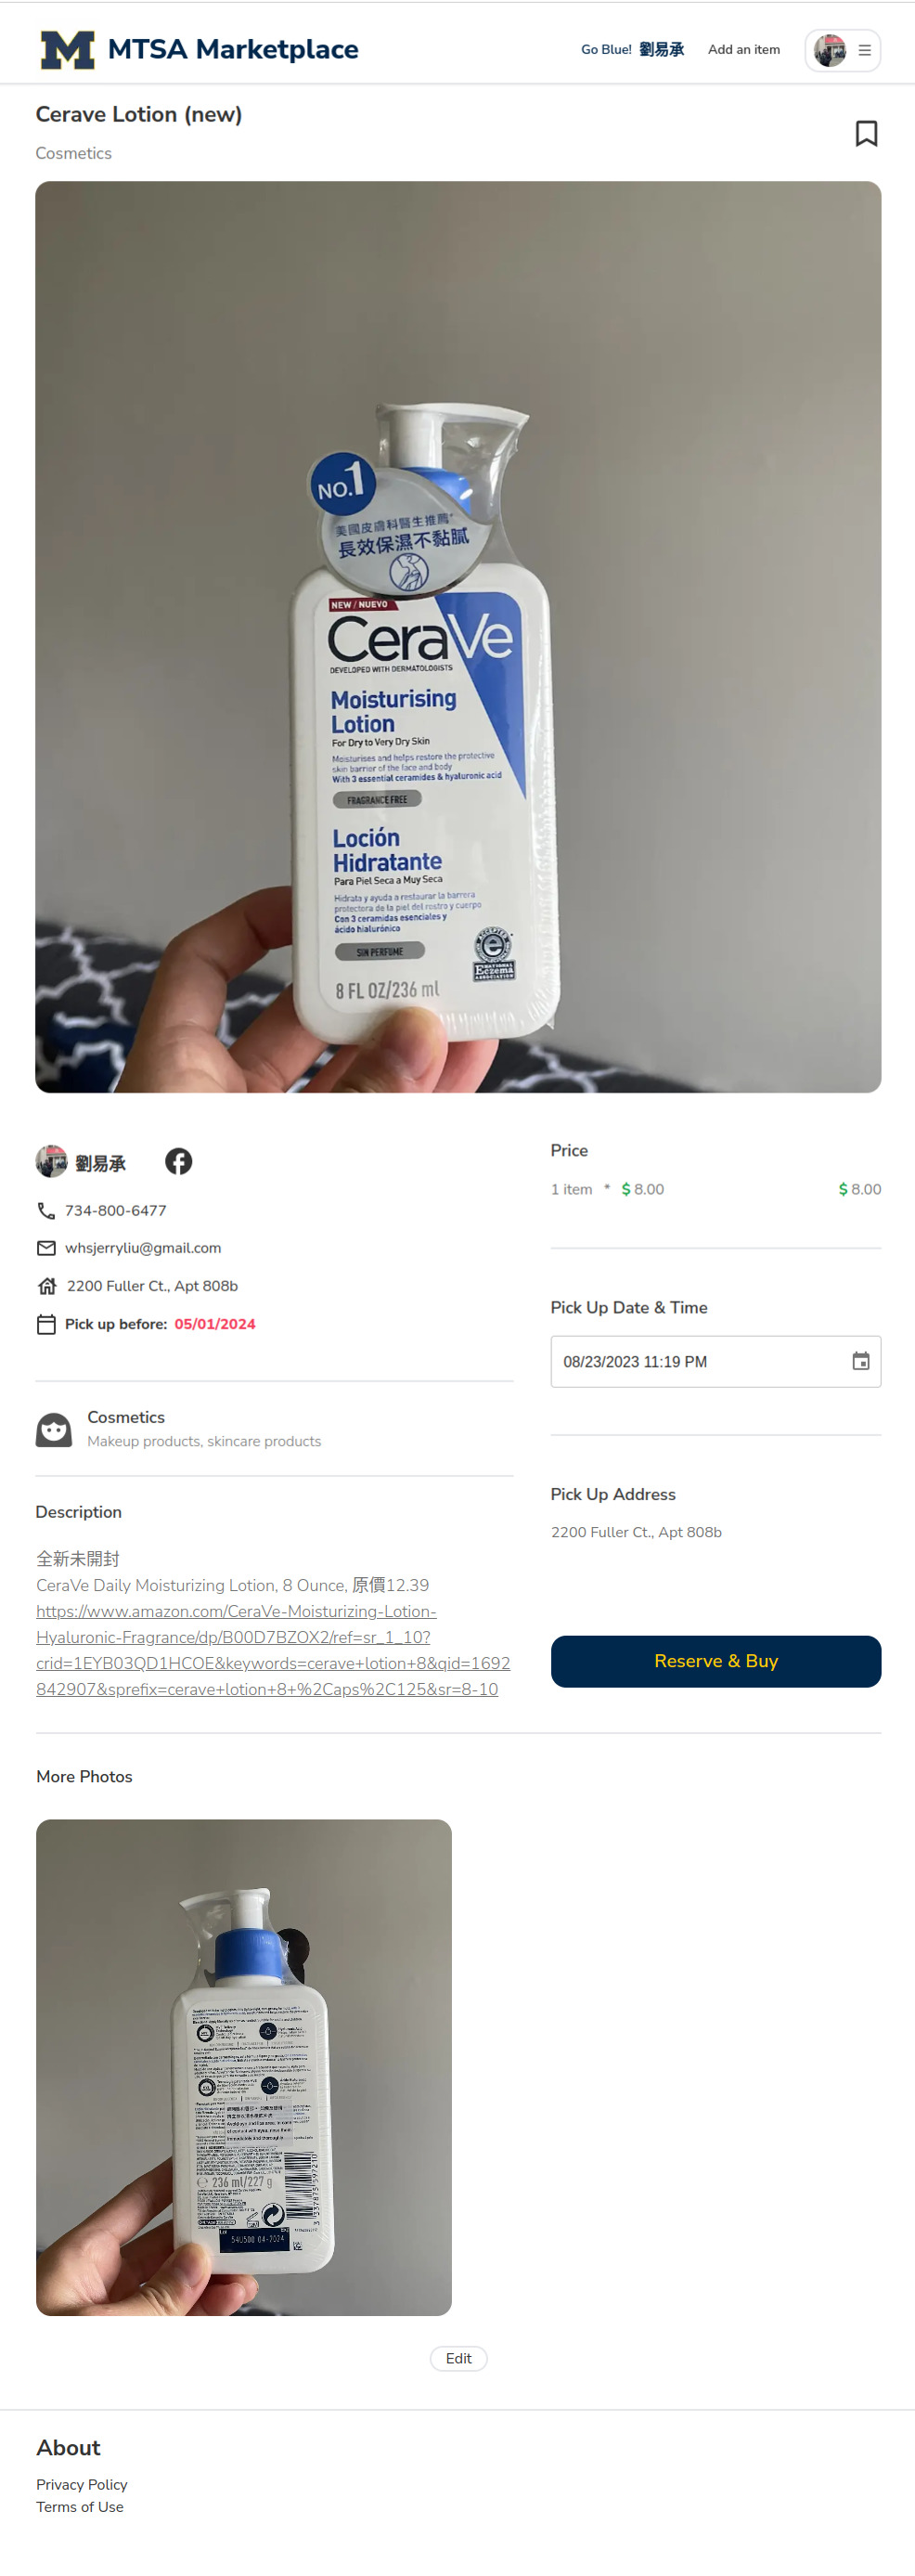 M MTSA Marketplace
Go Blue! 劉易承 Add an item
Cerave Lotion (new)
Cosmetics
NO.1
美國皮膚科醫生推薦*
長效保濕不黏膩
NEW / NUEVO
CeraVe
DEVELOPED WITH DERMATOLOGISTS
Moisturising
Lotion
For Dry to Very Dry Skin
Moisturises and helps restore the protective
skin barrier of the face and body
With 3 essential ceramides & hyaluronic acid
FRAGRANCE FREE
Loción
Hidratante
Para Piel Seca a Muy Seca
Hidrata y ayuda a restaurar la barrera
protectora de la piel del rostro y cuerpo
Con 3 ceramidas esenciales y
ácido hialurónico
SIN PERFUME
ACCEPTED
NATIONAL
Eczema
ASSOCIATION
8 FL OZ/236 ml
劉易承
734-800-6477
whsjerryliu@gmail.com
2200 Fuller Ct., Apt 808b
Pick up before: 05/01/2024
Cosmetics
Makeup products, skincare products
Description
全新未開封
CeraVe Daily Moisturizing Lotion, 8 Ounce, 原價12.39
https://www.amazon.com/CeraVe-Moisturizing-Lotion-
Hyaluronic-Fragrance/dp/B00D7BZOX2/ref=sr_1_10?
crid=1EYB03QD1HCOE&keywords=cerave+lotion+8&qid=1692
842907&sprefix=cerave+lotion+8+%2Caps%2C125&sr=8-10
Price
1 item * $ 8.00 $ 8.00
Pick Up Date & Time
08/23/2023 11:19 PM
Pick Up Address
2200 Fuller Ct., Apt 808b
Reserve & Buy
More Photos
236 ml/227 g
54U500 04-2024
Edit
About
Privacy Policy
Terms of Use